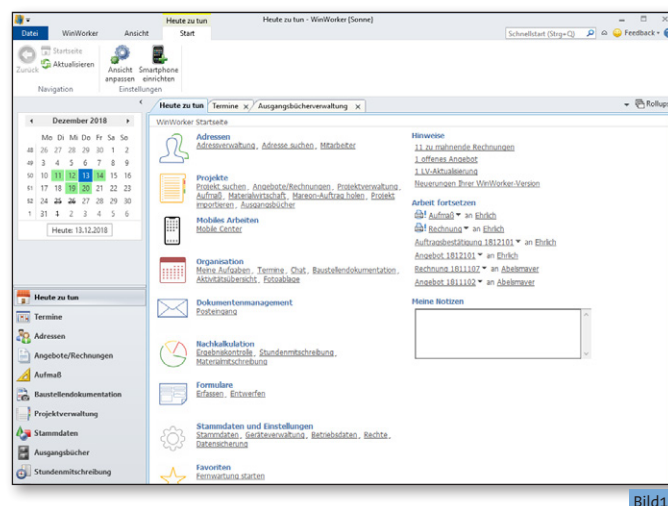 Heute zu tun
Heute zu tun - WinWorker [Sonne]
Datei WinWorker Ansicht Start
Schnellstart (Strg+Q)
Feedback
Zurück
Startseite
Aktualisieren
Ansicht anpassen
Smartphone einrichten
Navigation
Einstellungen
Heute zu tun
Termine x
Ausgangsbücherverwaltung x
Rollup
Dezember 2018
Mo Di Mi Do Fr Sa So
48 26 27 28 29 30 1 2
49 3 4 5 6 7 8 9
50 10 11 12 13 14 15 16
51 17 18 19 20 21 22 23
52 24 25 26 27 28 29 30
1 31 1 2 3 4 5 6
Heute: 13.12.2018
Heute zu tun
Termine
Adressen
Angebote/Rechnungen
Aufmaß
Baustellendokumentation
Projektverwaltung
Stammdaten
Ausgangsbücher
Stundenmitschreibung
WinWorker Startseite
Adressen
Adressverwaltung, Adresse suchen, Mitarbeiter
Projekte
Projekt suchen, Angebote/Rechnungen, Projektverwaltung,
Aufmaß, Materialwirtschaft, Mareon-Auftrag holen, Projekt
importieren, Ausgangsbücher
Mobiles Arbeiten
Mobile Center
Organisation
Meine Aufgaben, Termine, Chat, Baustellendokumentation,
Aktivitätsübersicht, Fotoablage
Dokumentenmanagement
Posteingang
Nachkalkulation
Ergebniskontrolle, Stundenmitschreibung,
Materialmitschreibung
Formulare
Erfassen, Entwerfen
Stammdaten und Einstellungen
Stammdaten, Geräteverwaltung, Betriebsdaten, Rechte,
Datensicherung
Favoriten
Fernwartung starten
Hinweise
11 zu mahnende Rechnungen
1 offenes Angebot
1 LV-Aktualisierung
Neuerungen Ihrer WinWorker-Version
Arbeit fortsetzen
Aufmaß an Ehrlich
Rechnung an Ehrlich
Auftragsbestätigung 1812101 an Ehrlich
Angebot 1812101 an Ehrlich
Rechnung 1811107 an Abelsmayer
Angebot 1811102 an Abelsmayer
Meine Notizen
Bild1